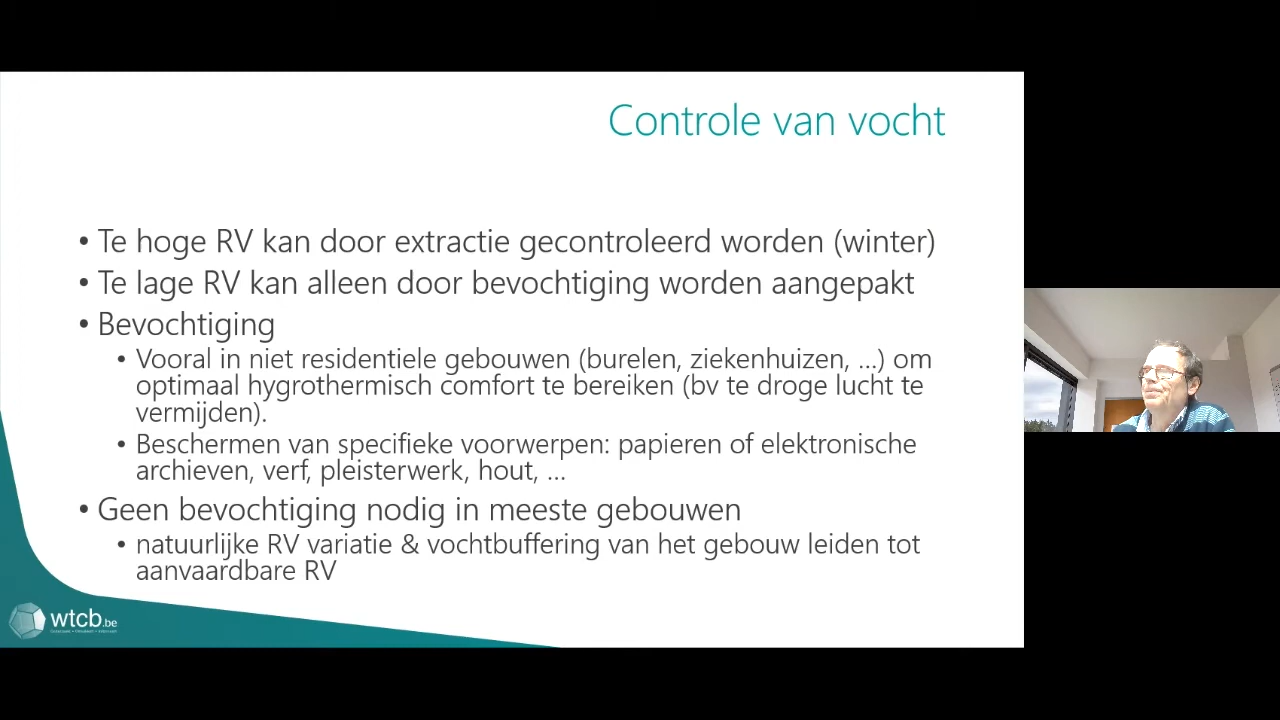 Controle van vocht
• Te hoge RV kan door extractie gecontroleerd worden (winter)
• Te lage RV kan alleen door bevochtiging worden aangepakt
• Bevochtiging
• Vooral in niet residentiele gebouwen (burelen, ziekenhuizen, ...) om
optimaal hygrothermisch comfort te bereiken (bv te droge lucht te
vermijden).
• Beschermen van specifieke voorwerpen: papieren of elektronische
archieven, verf, pleisterwerk, hout, ...
• Geen bevochtiging nodig in meeste gebouwen
• natuurlijke RV variatie & vochtbuffering van het gebouw leiden tot
aanvaardbare RV
wtcb.be